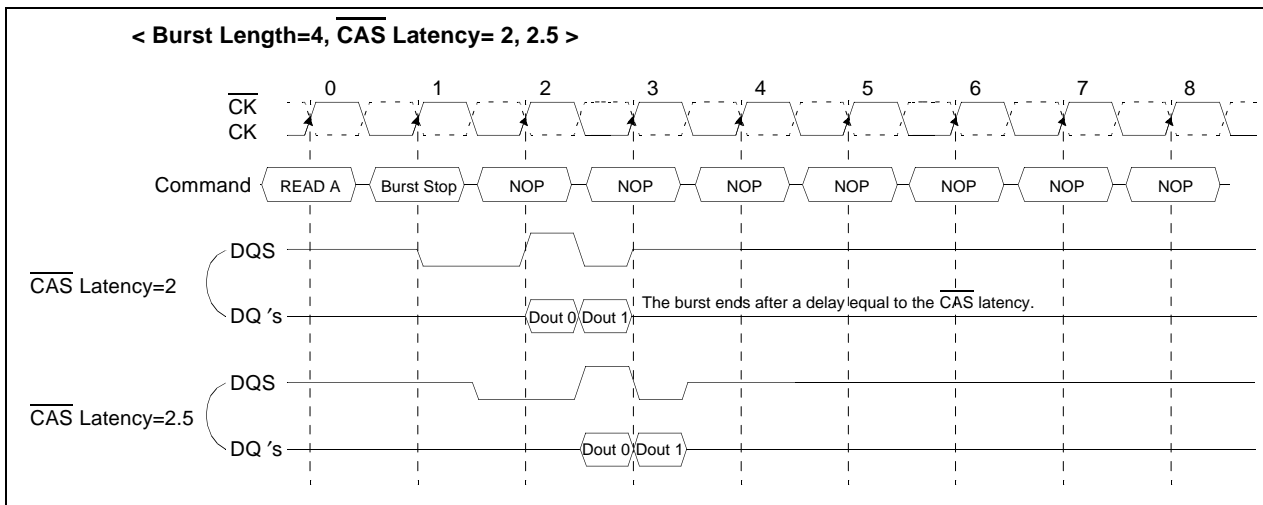 < Burst Length=4, CAS Latency= 2, 2.5 >
0 1 2 3 4 5 6 7 8
CK
CK
Command READ A Burst Stop NOP NOP NOP NOP NOP NOP NOP
DQS
CAS Latency=2
The burst ends after a delay equal to the CAS latency.
DQ ′s Dout 0 Dout 1
DQS
CAS Latency=2.5
DQ ′s Dout 0 Dout 1